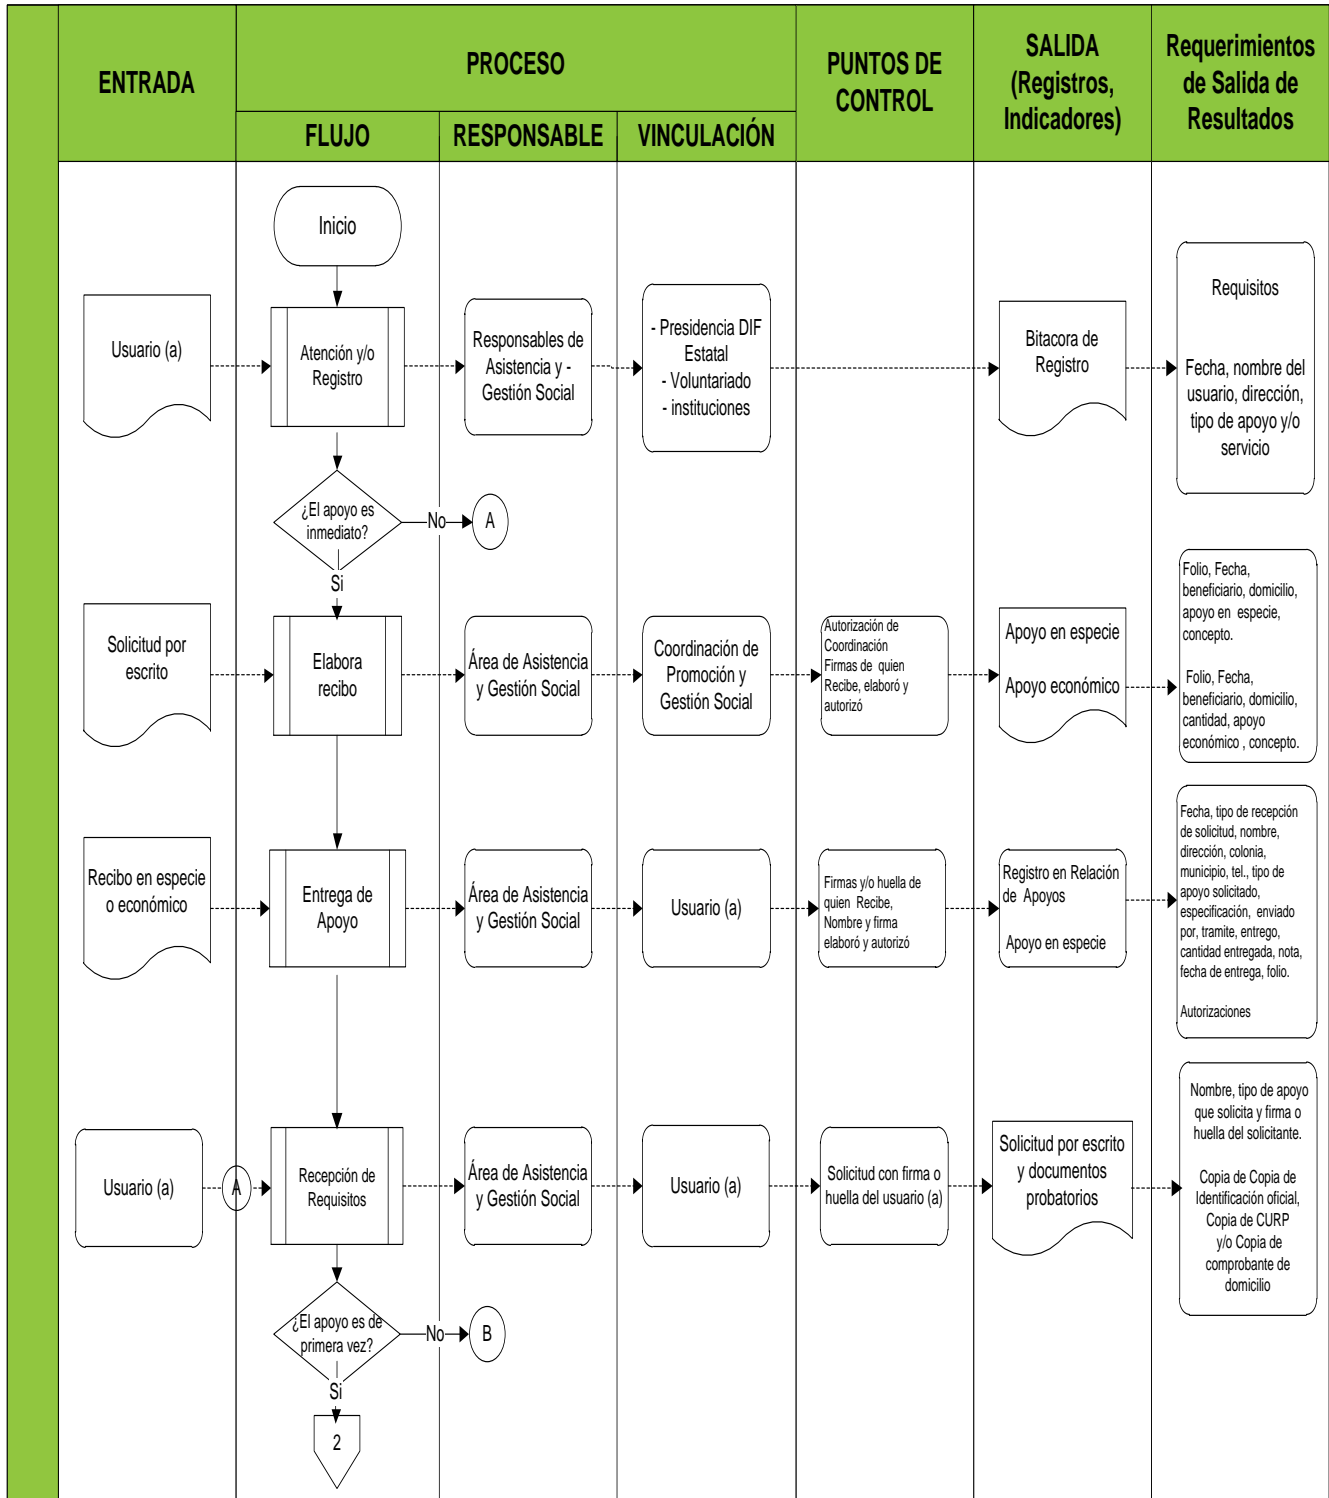 ENTRADA
PROCESO
FLUJO
RESPONSABLE
VINCULACIÓN
PUNTOS DE
CONTROL
SALIDA
(Registros,
Indicadores)
Requerimientos
de Salida de
Resultados
Inicio
Usuario (a)
Atención y/o
Registro
Responsables de
Asistencia y -
Gestión Social
- Presidencia DIF
Estatal
- Voluntariado
- instituciones
Bitacora de
Registro
Requisitos
Fecha, nombre del
usuario, dirección,
tipo de apoyo y/o
servicio
¿El apoyo es
inmediato?
No
A
Si
Solicitud por
escrito
Elabora
recibo
Área de Asistencia
y Gestión Social
Coordinación de
Promoción y
Gestión Social
Autorización de
Coordinación
Firmas de quien
Recibe, elaboró y
autorizó
Apoyo en especie
Apoyo económico
Folio, Fecha,
beneficiario, domicilio,
apoyo en especie,
concepto.
Folio, Fecha,
beneficiario, domicilio,
cantidad, apoyo
económico , concepto.
Recibo en especie
o económico
Entrega de
Apoyo
Área de Asistencia
y Gestión Social
Usuario (a)
Firmas y/o huella de
quien Recibe,
Nombre y firma
elaboró y autorizó
Registro en Relación
de Apoyos
Apoyo en especie
Fecha, tipo de recepción
de solicitud, nombre,
dirección, colonia,
municipio, tel., tipo de
apoyo solicitado,
especificación, enviado
por, tramite, entrego,
cantidad entregada, nota,
fecha de entrega, folio.
Autorizaciones
Usuario (a)
A
Recepción de
Requisitos
Área de Asistencia
y Gestión Social
Usuario (a)
Solicitud con firma o
huella del usuario (a)
Solicitud por escrito
y documentos
probatorios
Nombre, tipo de apoyo
que solicita y firma o
huella del solicitante.
Copia de Copia de
Identificación oficial,
Copia de CURP
y/o Copia de
comprobante de
domicilio
¿El apoyo es de
primera vez?
No
B
Si
2